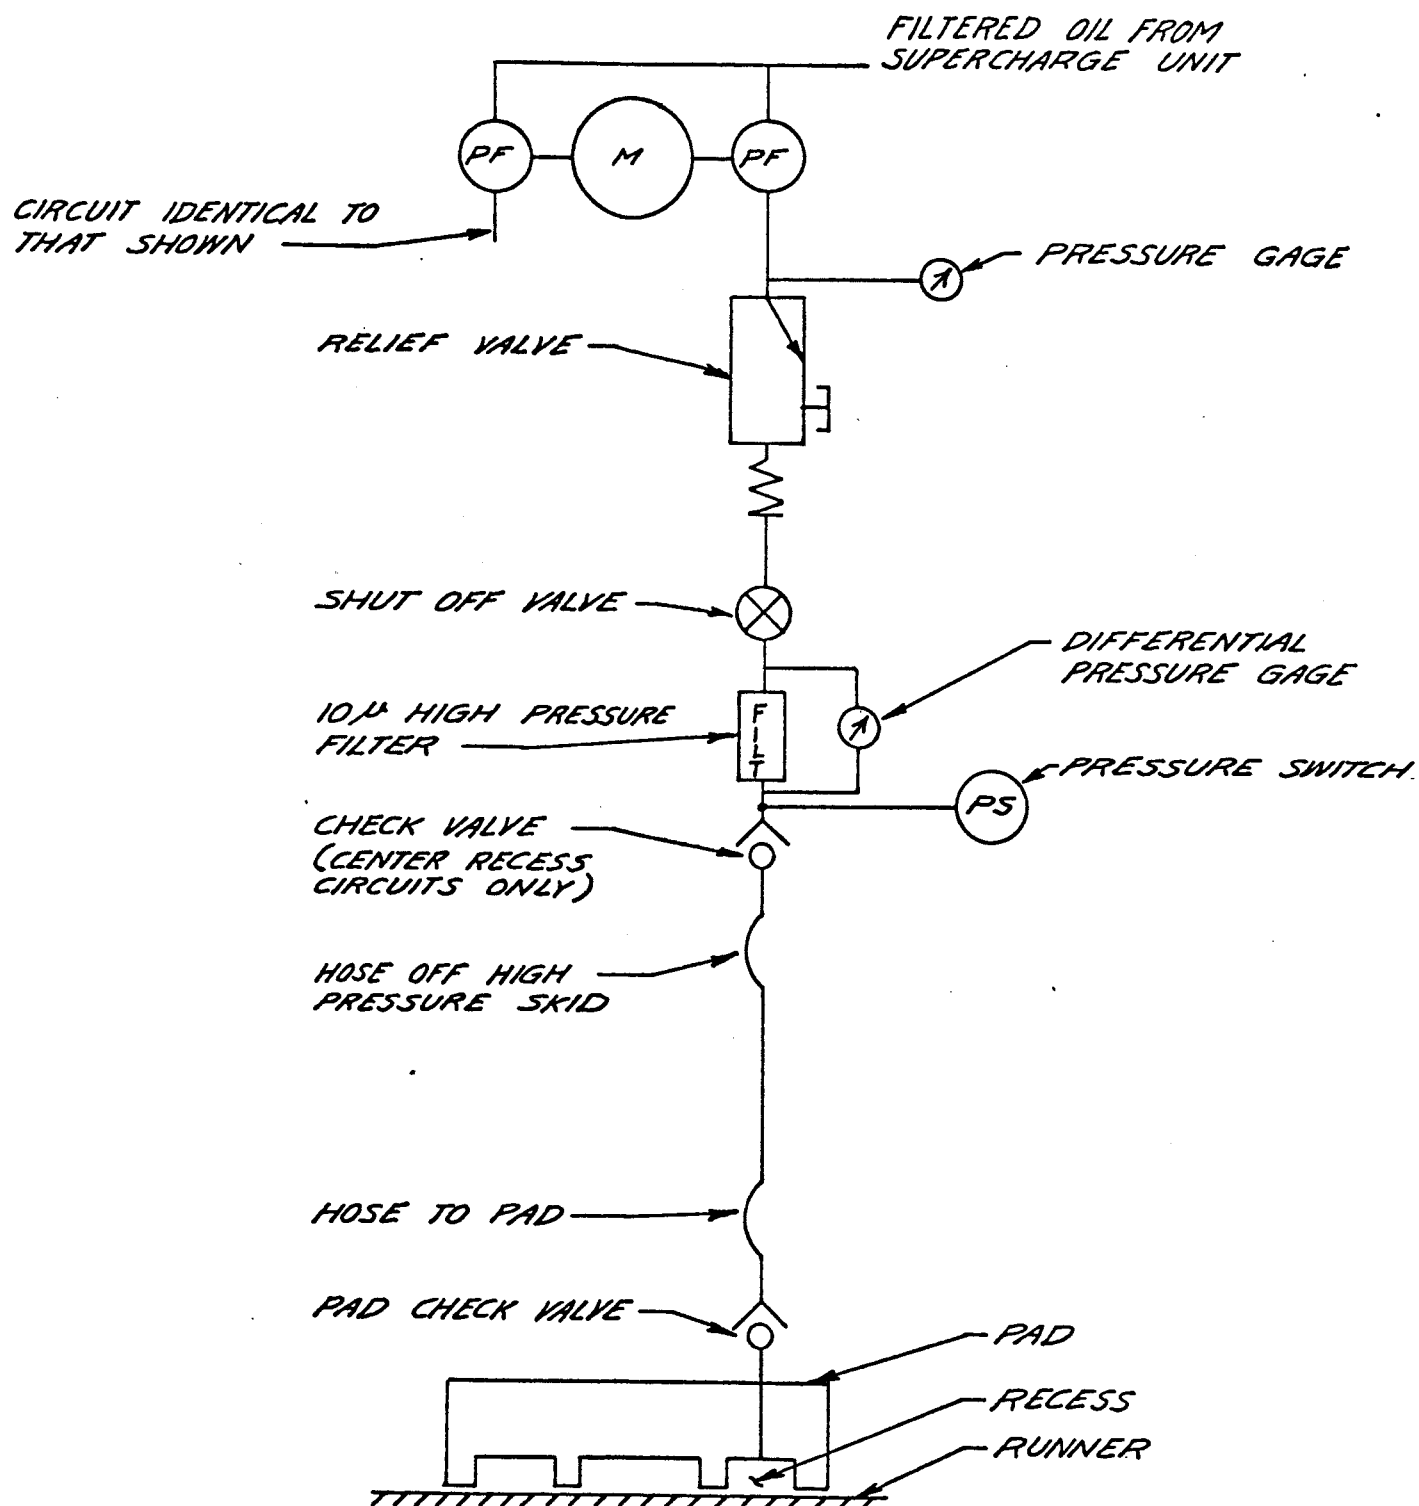 FILTERED OIL FROM
SUPERCHARGE UNIT
PF
M
PF
CIRCUIT IDENTICAL TO
THAT SHOWN
PRESSURE GAGE
RELIEF VALVE
SHUT OFF VALVE
DIFFERENTIAL
PRESSURE GAGE
10μ HIGH PRESSURE
FILTER
FILT
PRESSURE SWITCH
PS
CHECK VALVE
(CENTER RECESS
CIRCUITS ONLY)
HOSE OFF HIGH
PRESSURE SKID
HOSE TO PAD
PAD CHECK VALVE
PAD
RECESS
RUNNER